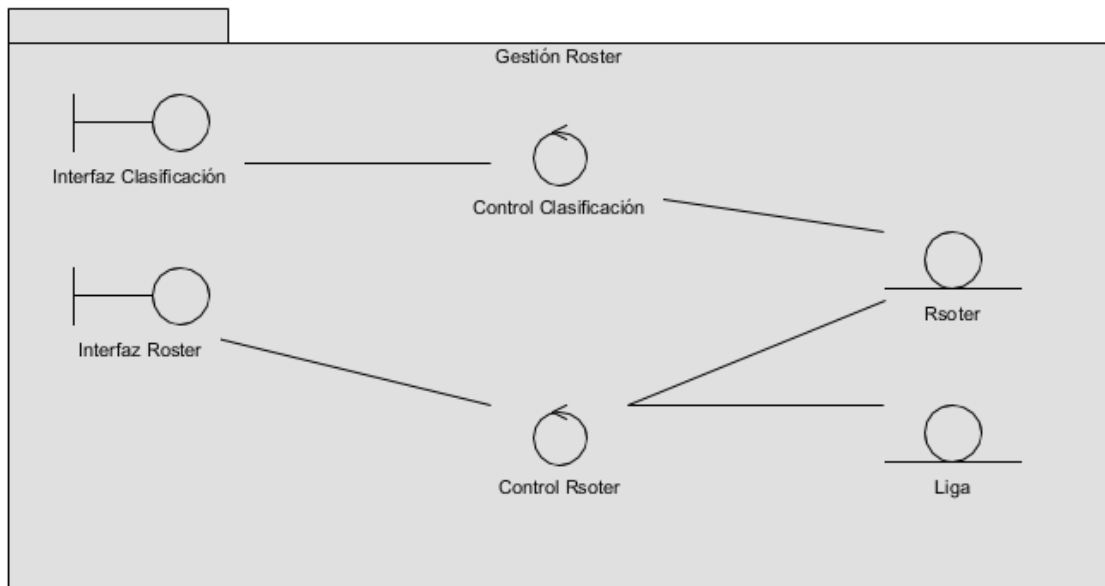 Gestión Roster
Interfaz Clasificación
Control Clasificación
Interfaz Roster
Rsoter
Control Rsoter
Liga